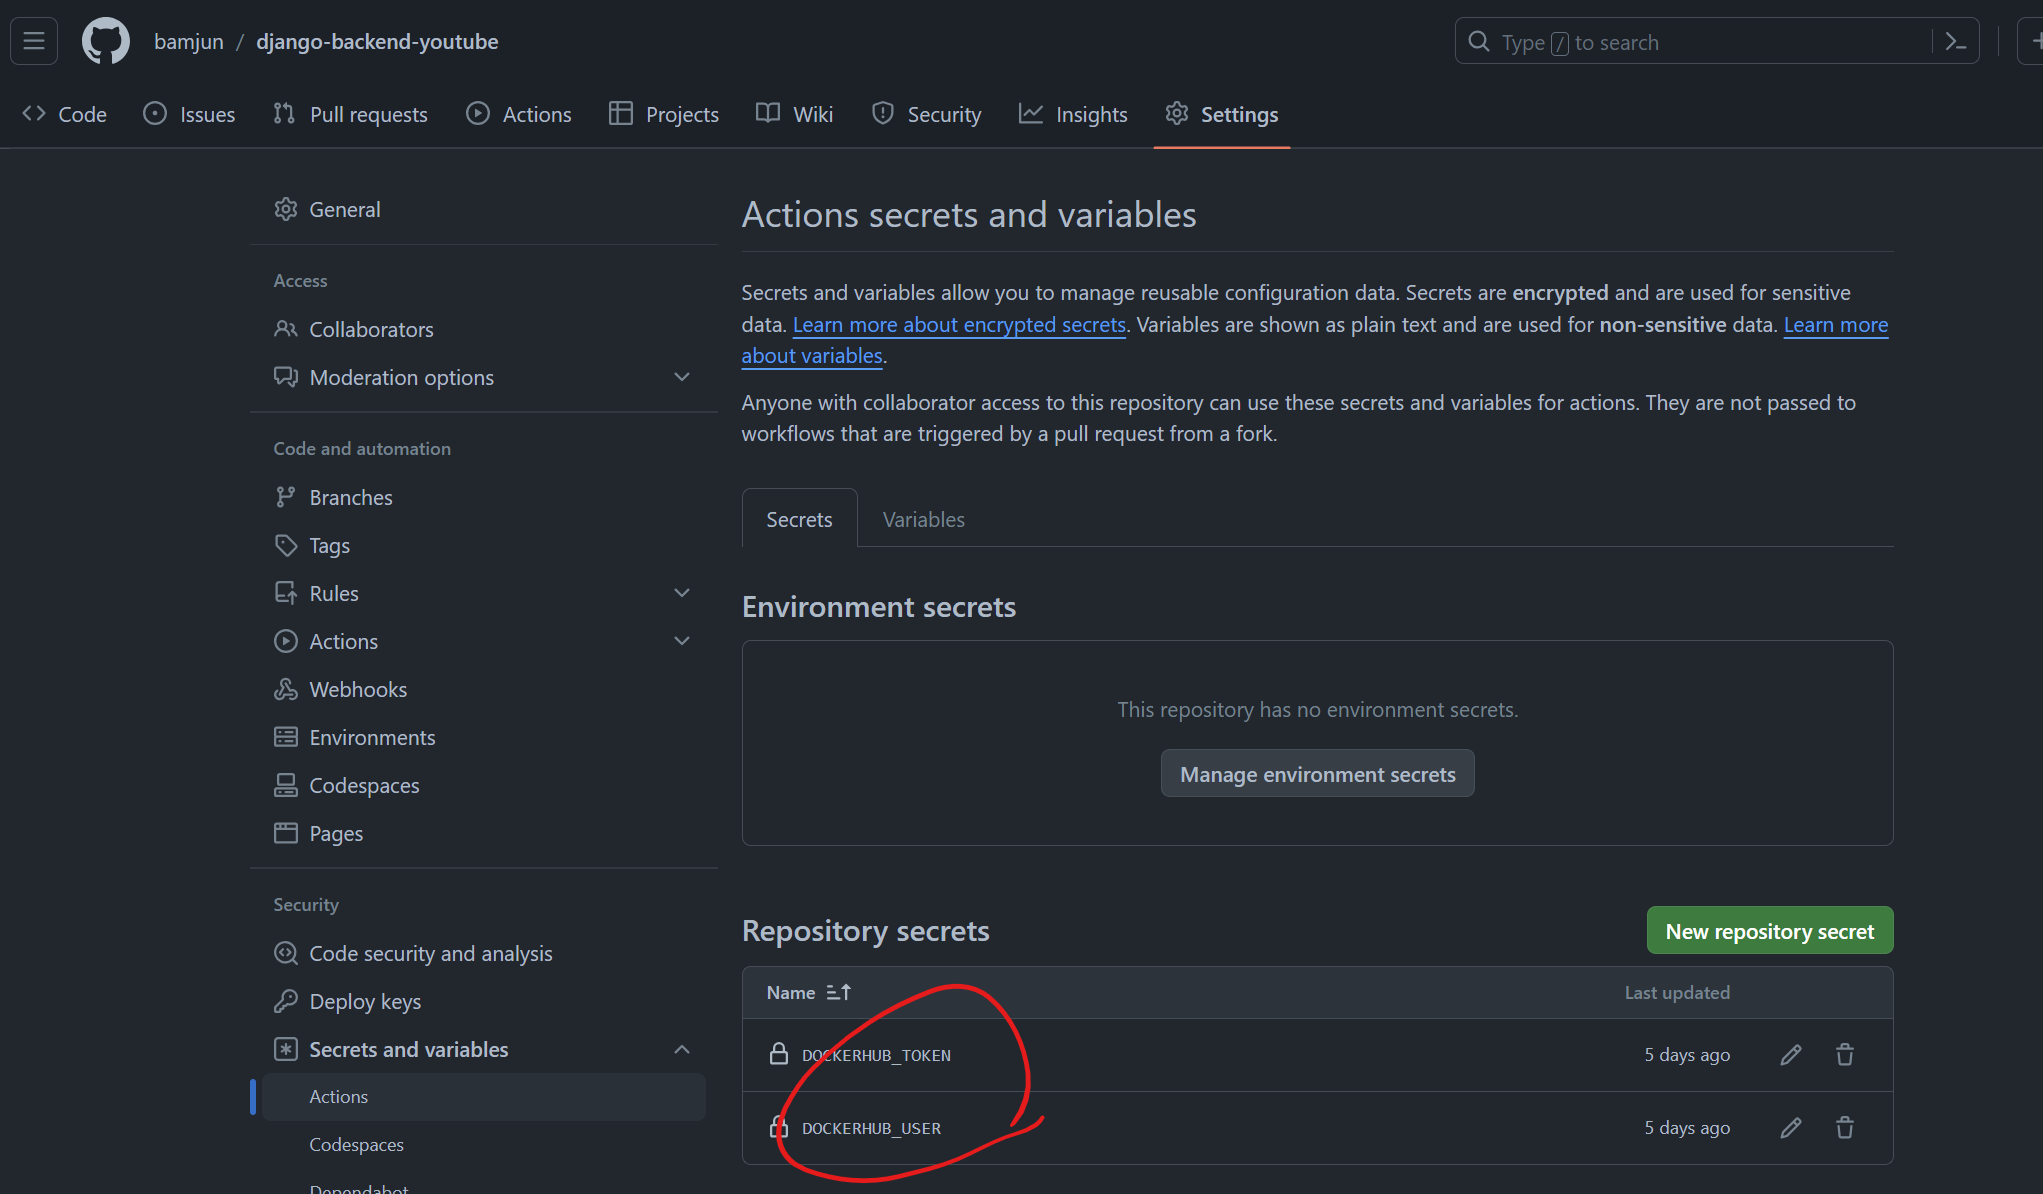 bamjun / django-backend-youtube
Type / to search
Code Issues Pull requests Actions Projects Wiki Security Insights Settings
General
Access
Collaborators
Moderation options
Code and automation
Branches
Tags
Rules
Actions
Webhooks
Environments
Codespaces
Pages
Security
Code security and analysis
Deploy keys
Secrets and variables
Actions
Codespaces
Dependabot
Actions secrets and variables
Secrets and variables allow you to manage reusable configuration data. Secrets are encrypted and are used for sensitive
data. Learn more about encrypted secrets. Variables are shown as plain text and are used for non-sensitive data. Learn more
about variables.
Anyone with collaborator access to this repository can use these secrets and variables for actions. They are not passed to
workflows that are triggered by a pull request from a fork.
Secrets Variables
Environment secrets
This repository has no environment secrets.
Manage environment secrets
Repository secrets
New repository secret
Name Last updated
DOCKERHUB_TOKEN 5 days ago
DOCKERHUB_USER 5 days ago